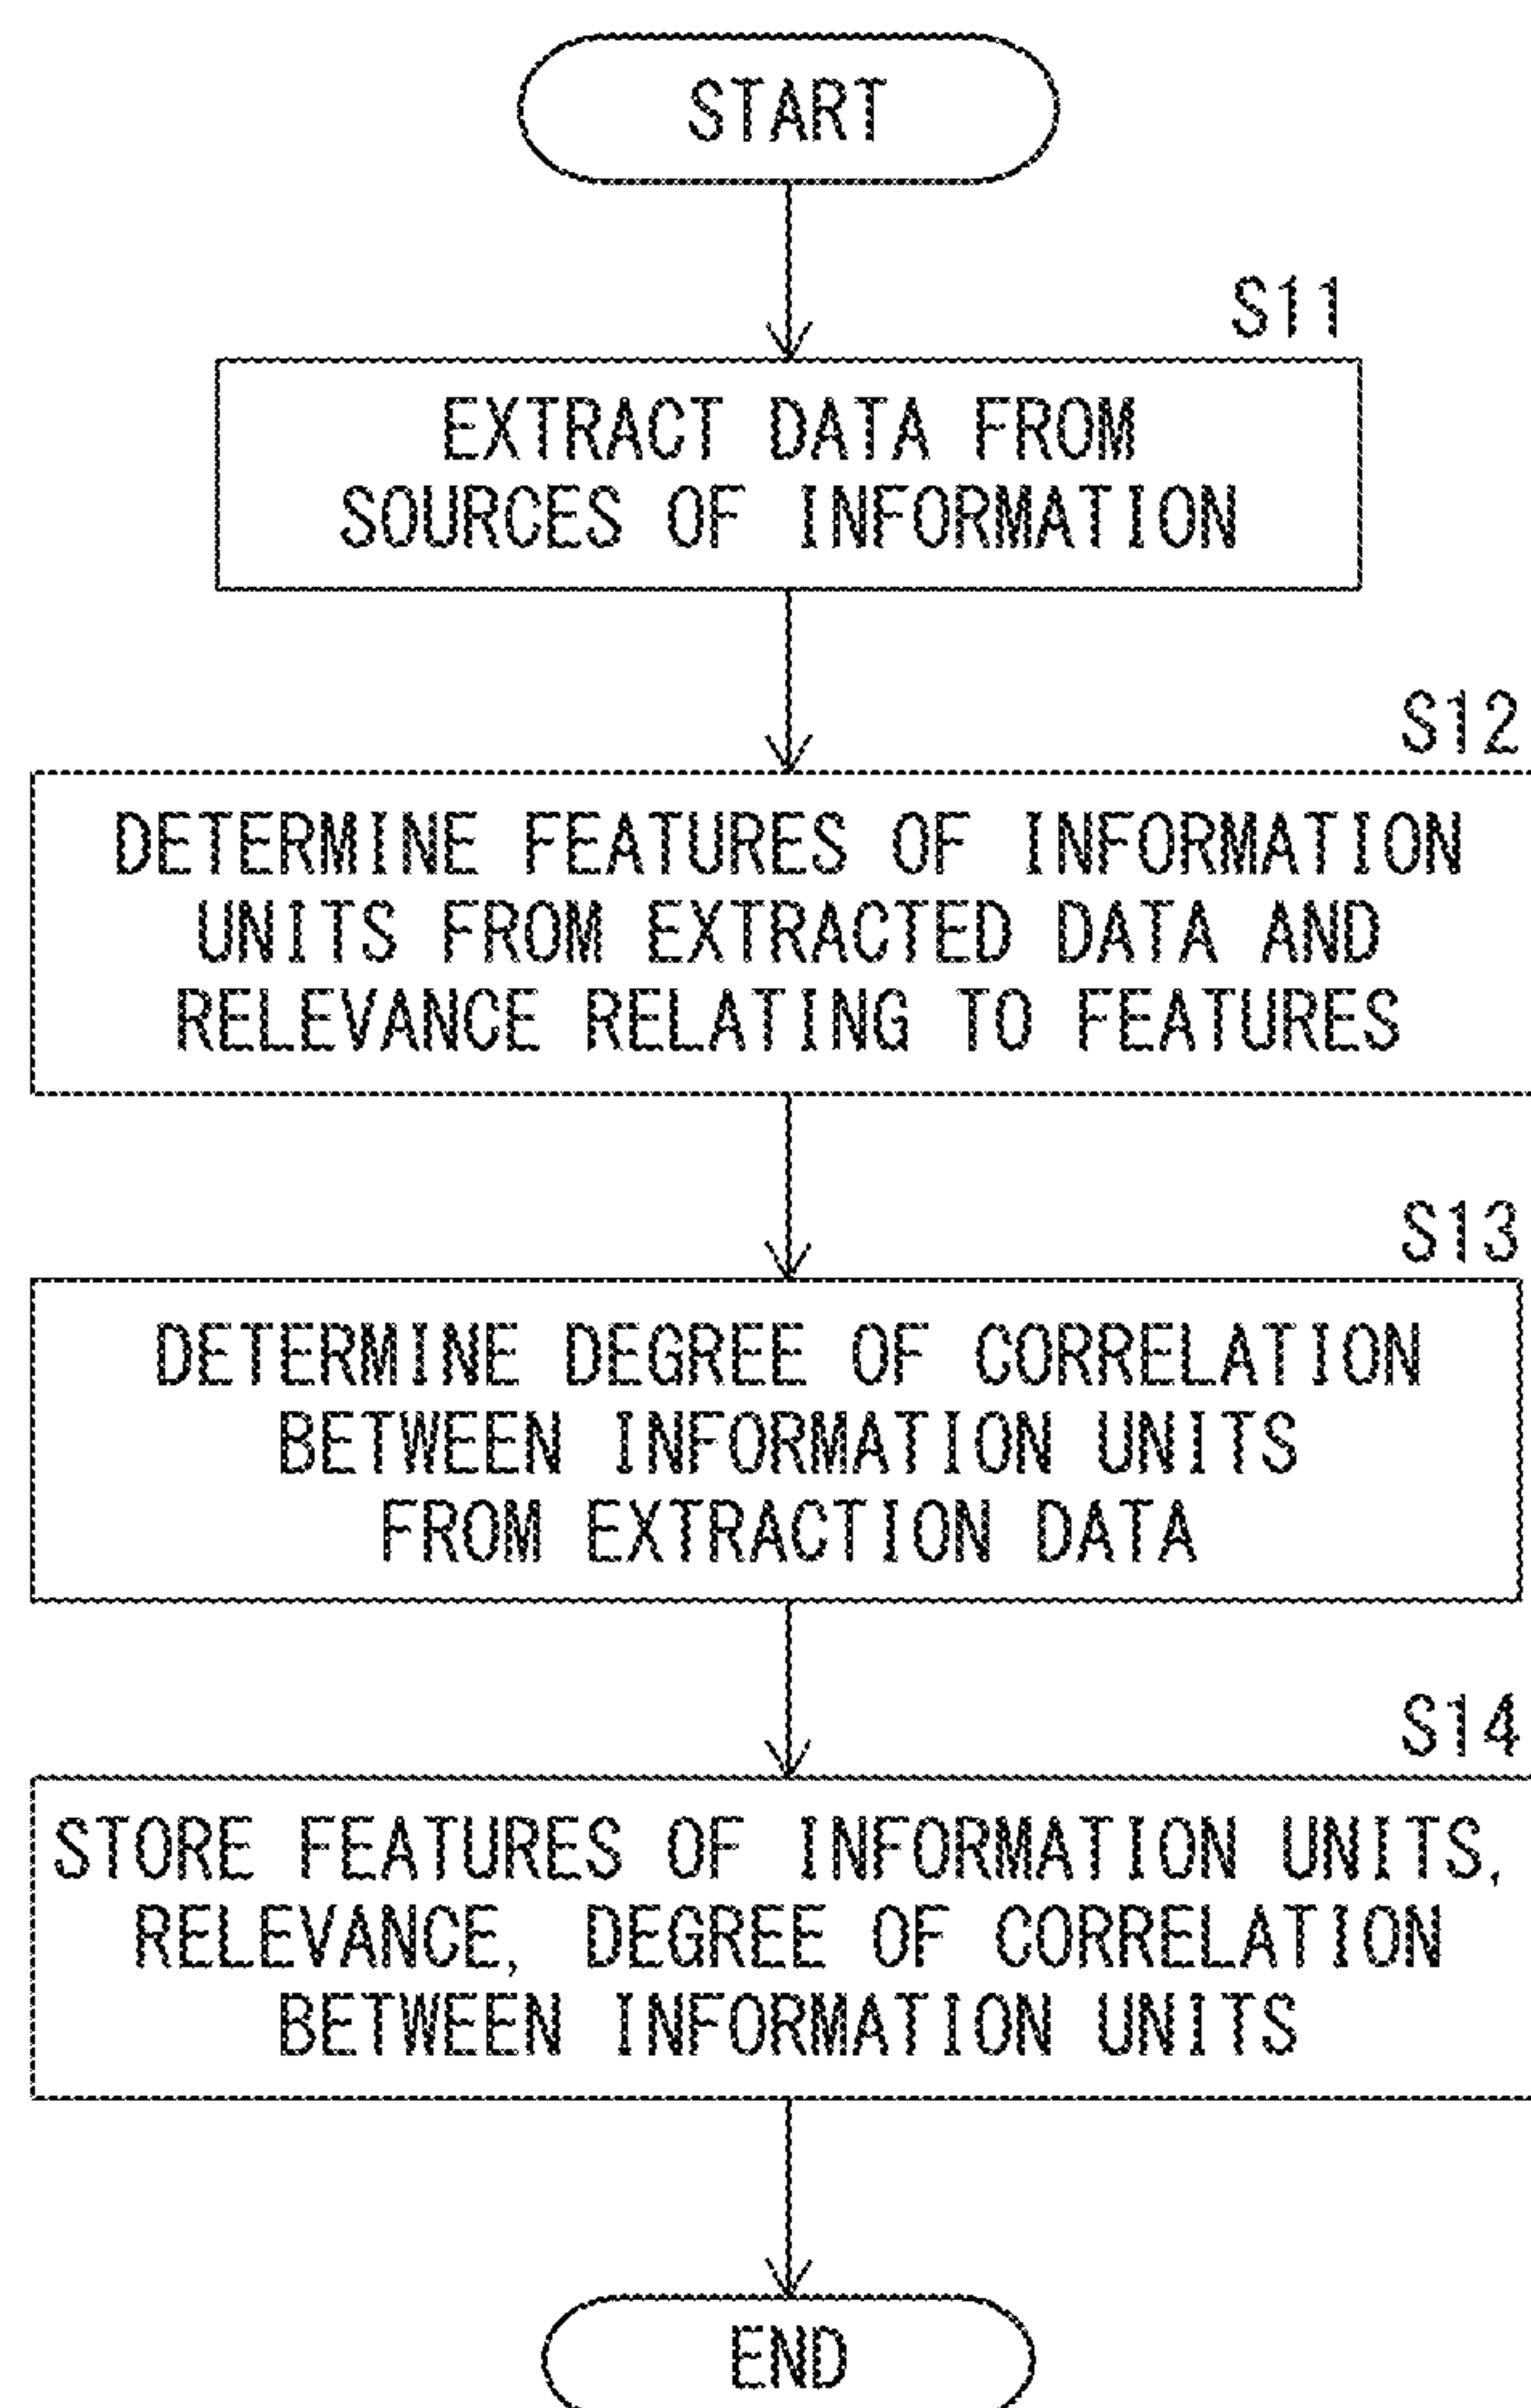 START
S11
EXTRACT DATA FROM
SOURCES OF INFORMATION
S12
DETERMINE FEATURES OF INFORMATION
UNITS FROM EXTRACTED DATA AND
RELEVANCE RELATING TO FEATURES
S13
DETERMINE DEGREE OF CORRELATION
BETWEEN INFORMATION UNITS
FROM EXTRACTION DATA
S14
STORE FEATURES OF INFORMATION UNITS,
RELEVANCE, DEGREE OF CORRELATION
BETWEEN INFORMATION UNITS
END